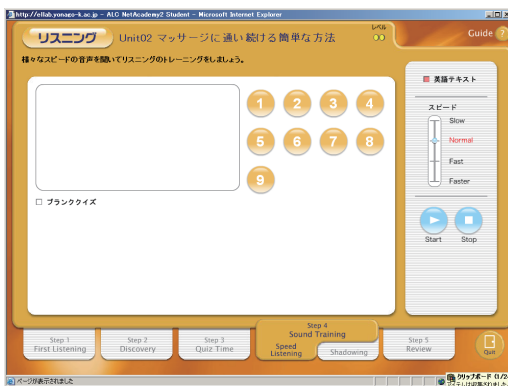 http://ellab.yonago-k.ac.jp - ALC NetAcademy2 Student - Microsoft Internet Explorer
リスニング Unit02 マッサージに通い続ける簡単な方法 レベル Guide ?
様々なスピードの音声を聞いてリスニングのトレーニングをしましょう。
英語テキスト
1 2 3 4
スピード
Slow
5 6 7 8
Normal
Fast
9
Faster
ブランククイズ
Start Stop
Step 1 First Listening
Step 2 Discovery
Step 3 Quiz Time
Step 4 Sound Training
Speed Listening
Shadowing
Step 5 Review
Quit
ページが表示されました
クリップボード